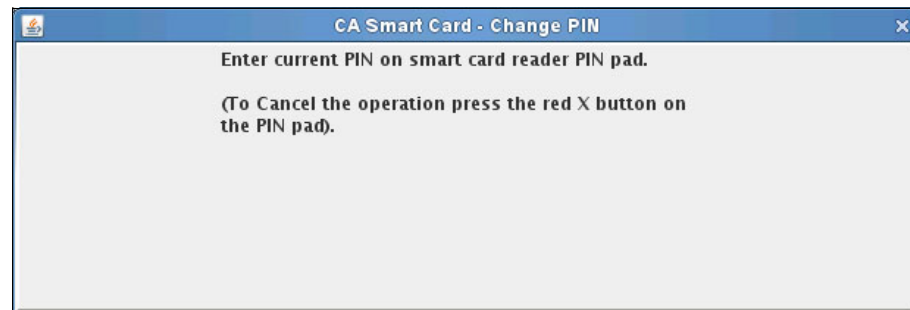 CA Smart Card - Change PIN
Enter current PIN on smart card reader PIN pad.
(To Cancel the operation press the red X button on
the PIN pad).